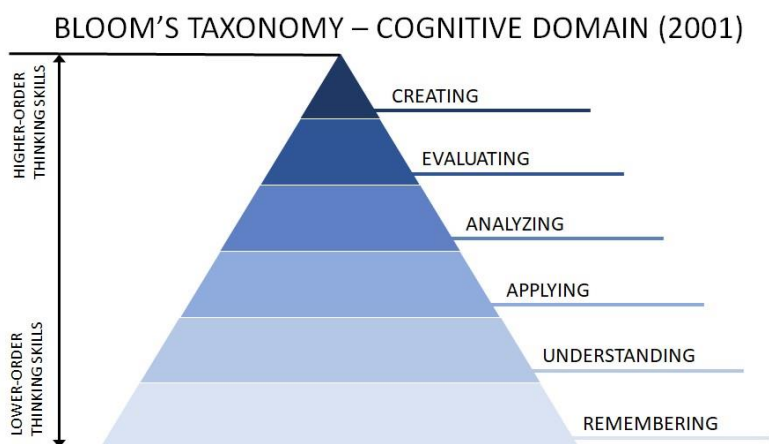 BLOOM’S TAXONOMY – COGNITIVE DOMAIN (2001)
HIGHER-ORDER
THINKING SKILLS
CREATING
EVALUATING
ANALYZING
APPLYING
LOWER-ORDER
THINKING SKILLS
UNDERSTANDING
REMEMBERING